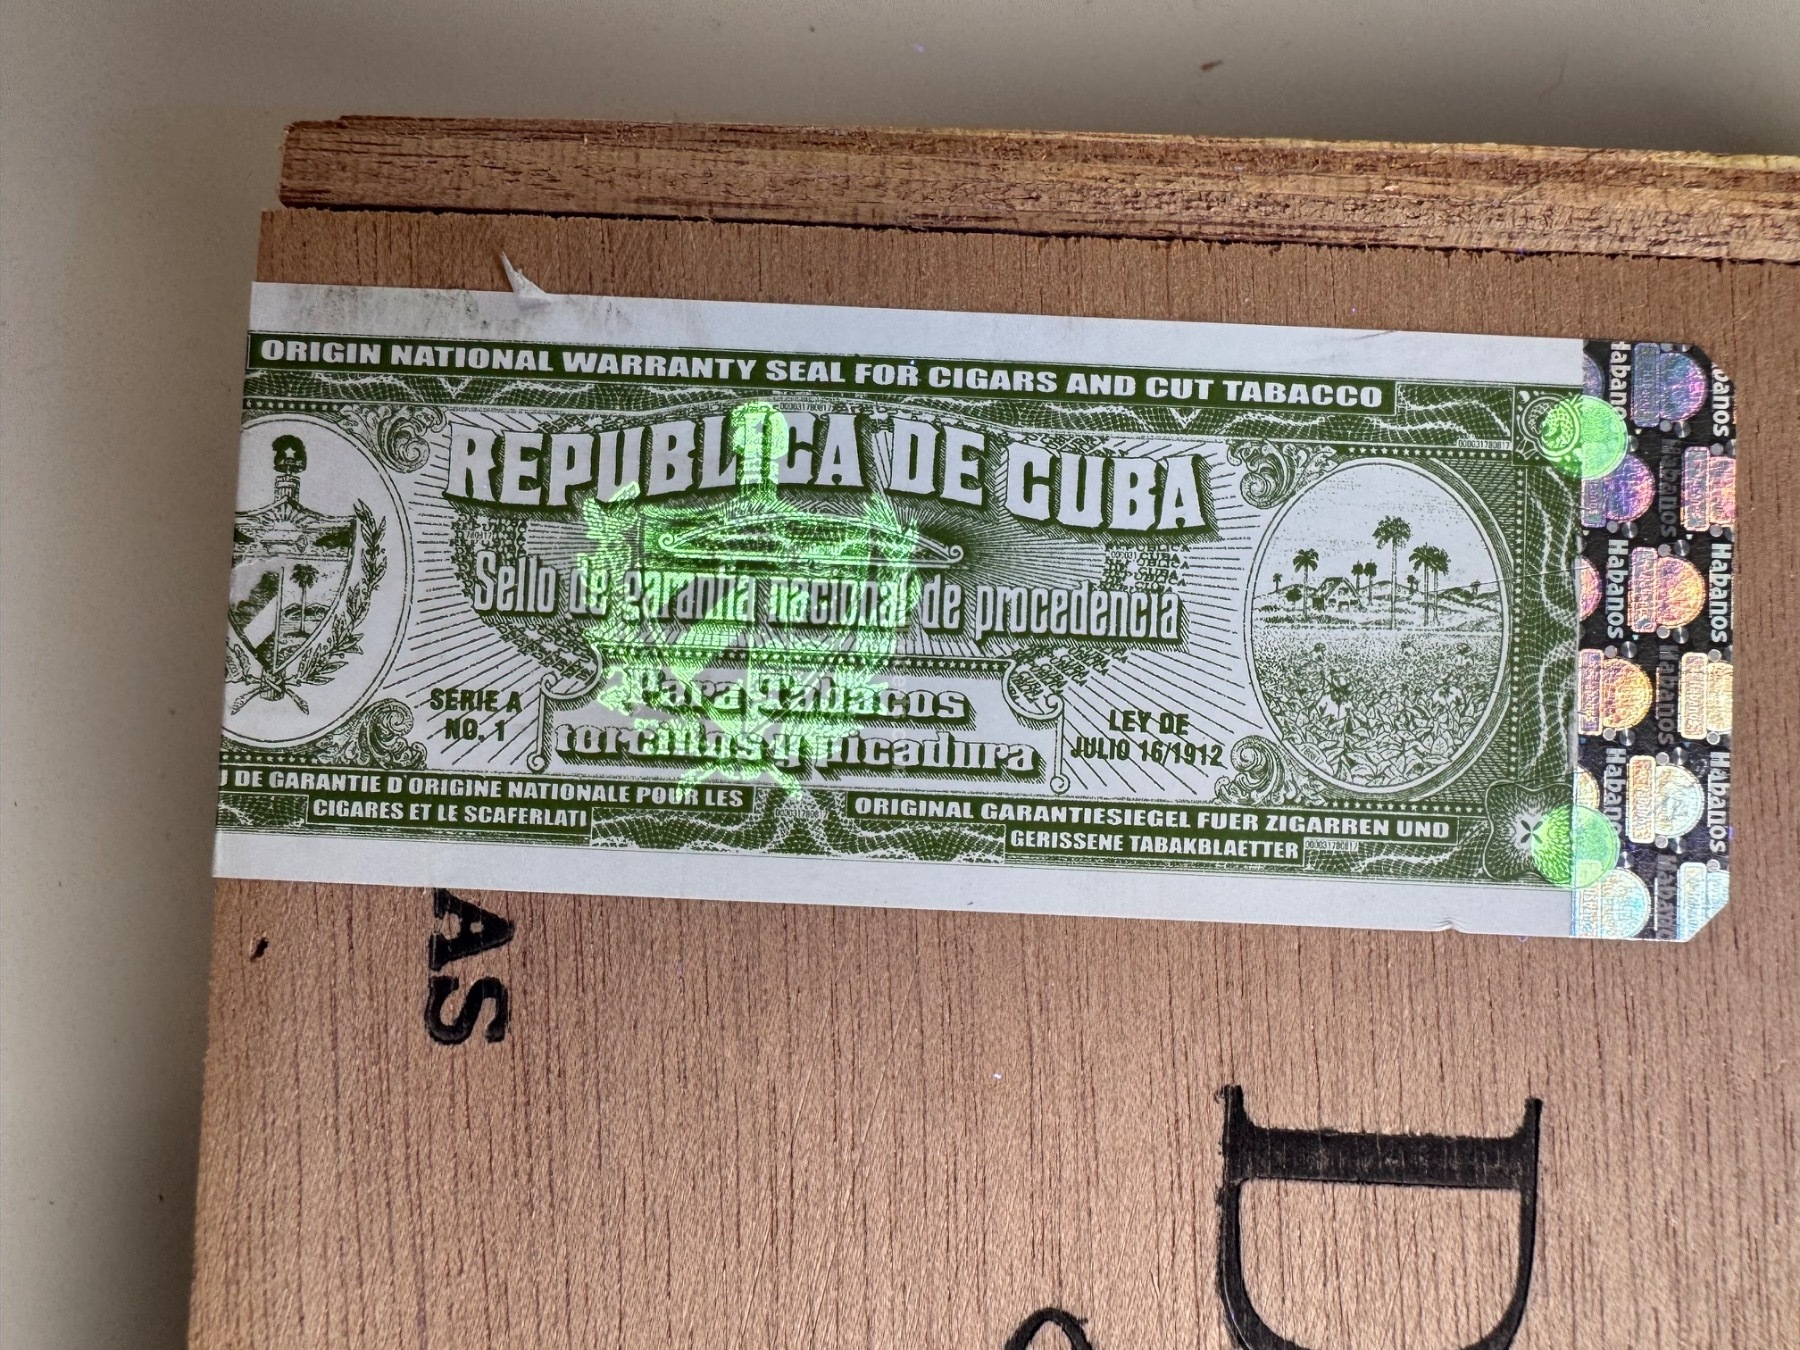 ORIGIN NATIONAL WARRANTY SEAL FOR CIGARS AND CUT TABACCO
REPUBLICA DE CUBA
Sello de garantia nacional de procedencia
Para Tabacos
torcidos y picadura
SERIE A
NO. 1
LEY DE
JULIO 16/1912
DE GARANTIE D'ORIGINE NATIONALE POUR LES
CIGARES ET LE SCAFERLATI
ORIGINAL GARANTIESIEGEL FUER ZIGARREN UND
GERISSENE TABAKBLAETTER
Habanos
Habanos
Habanos
Habanos
Habanos
AS
D